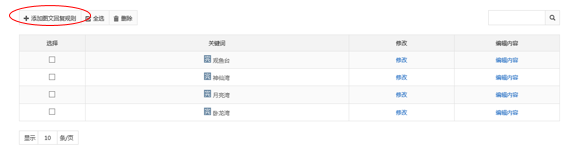 添加图文回复规则 全选 删除
选择 关键词 修改 编辑内容
观鱼台 修改 编辑内容
神仙湾 修改 编辑内容
月亮湾 修改 编辑内容
卧龙湾 修改 编辑内容
显示 10 条/页